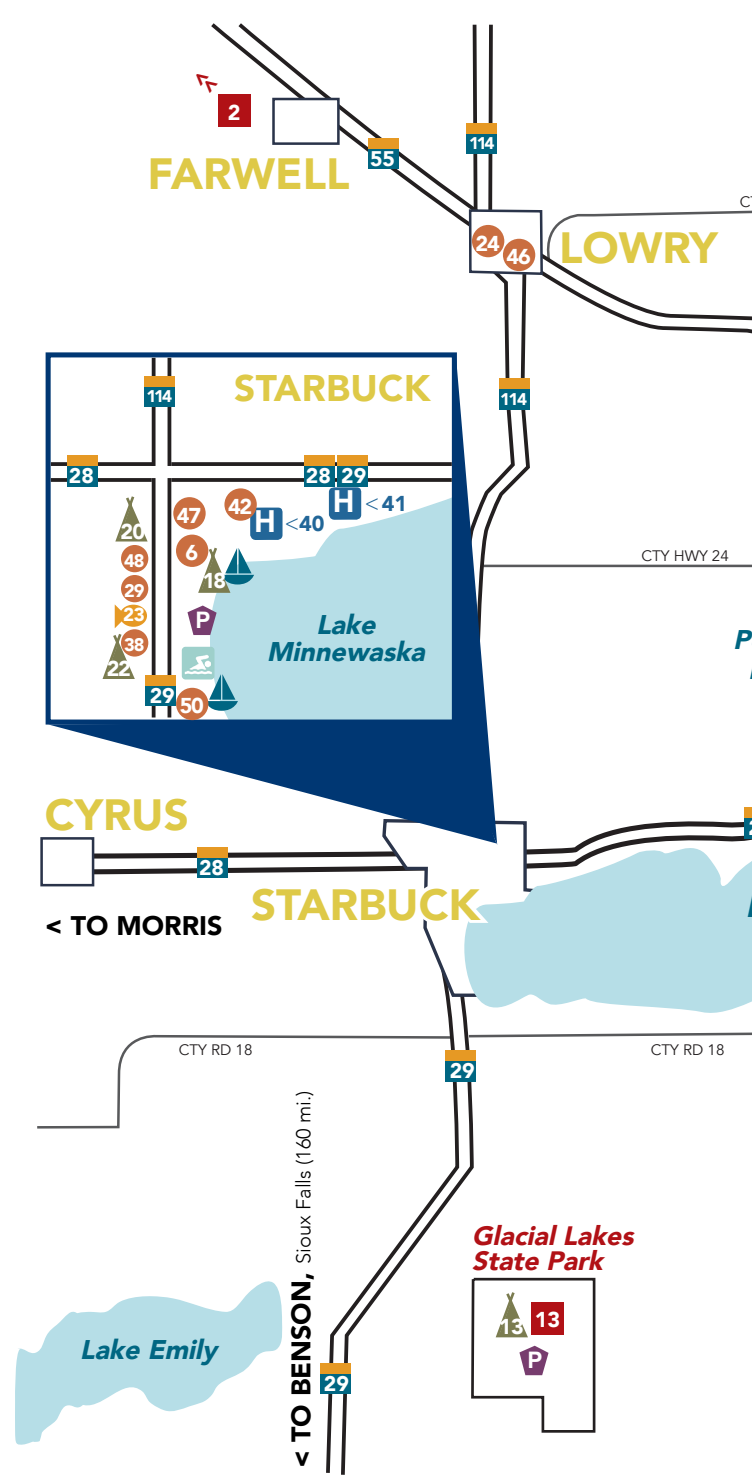 2
FARWELL
55
114
CT
24
46
LOWRY
114
STARBUCK
114
28
28
29
20
47
42
H <40
H <41
48
6
18
29
23
P
38
22
Lake
Minnewaska
29
50
CTY HWY 24
P
CYRUS
28
< TO MORRIS
STARBUCK
2
CTY RD 18
CTY RD 18
29
< TO BENSON, Sioux Falls (160 mi.)
Glacial Lakes
State Park
13
13
P
Lake Emily
29